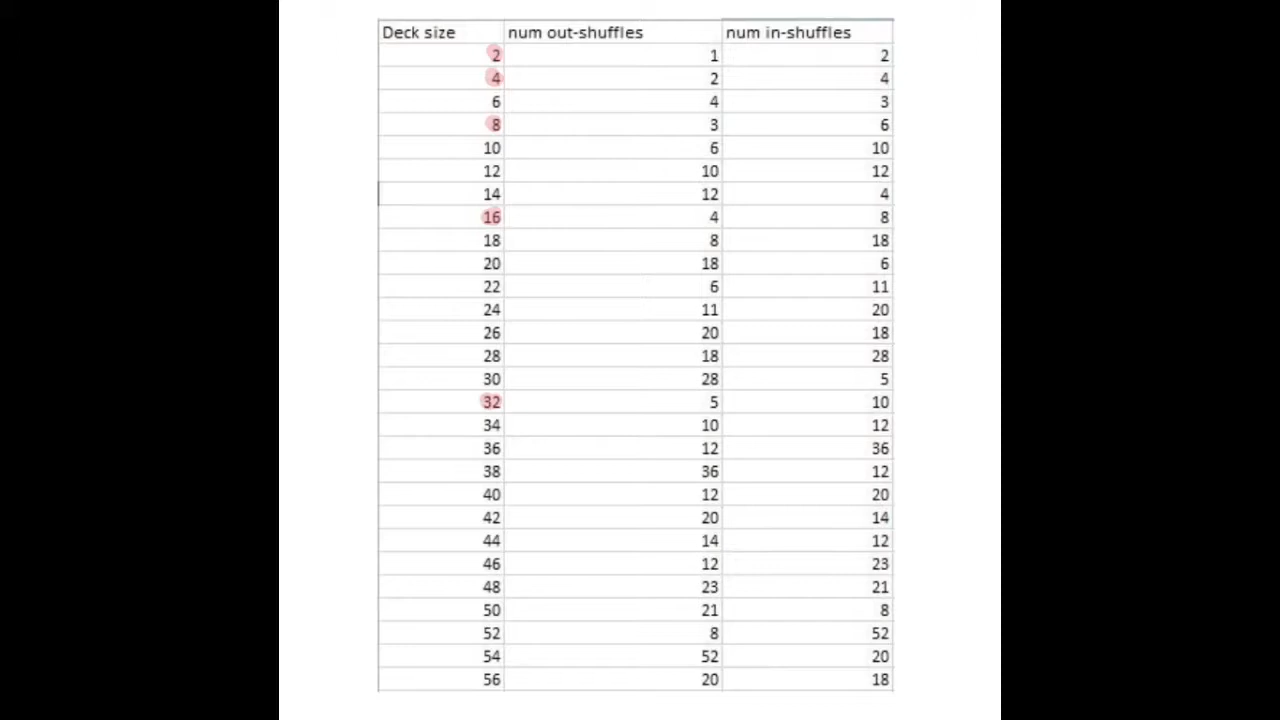 Deck size num out-shuffles num in-shuffles
2 1 2
4 2 4
6 4 3
8 3 6
10 6 10
12 10 12
14 12 4
16 4 8
18 8 18
20 18 6
22 6 11
24 11 20
26 20 18
28 18 28
30 28 5
32 5 10
34 10 12
36 12 36
38 36 12
40 12 20
42 20 14
44 14 12
46 12 23
48 23 21
50 21 8
52 8 52
54 52 20
56 20 18